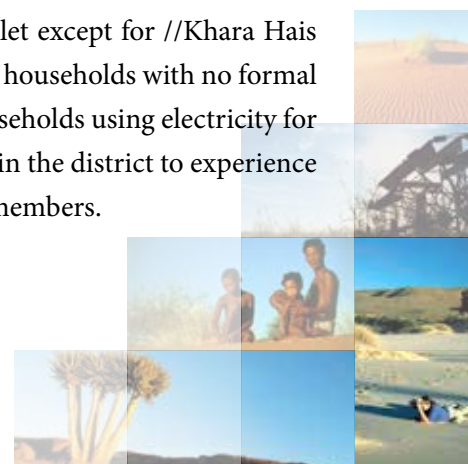 let except for //Khara Hais
households with no formal
seholds using electricity for
in the district to experience
members.